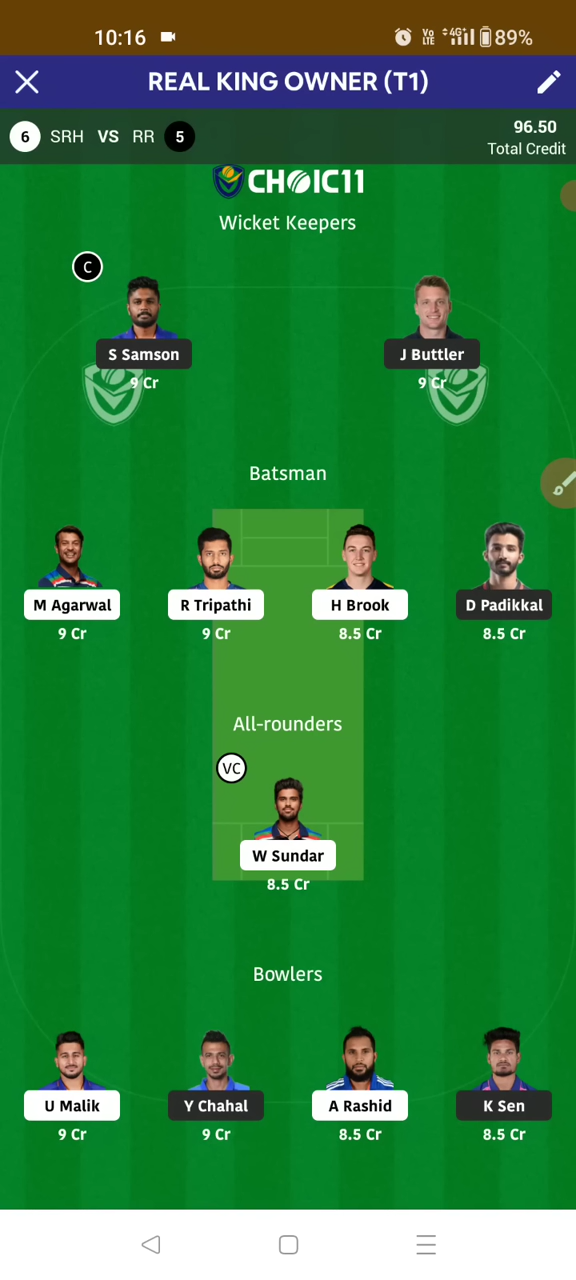 10:16 Vo LTE 4G+ 89%
REAL KING OWNER (T1)
6 SRH VS RR 5 96.50
Total Credit
CHOIC11
Wicket Keepers
C
S Samson J Buttler
9 Cr 9 Cr
Batsman
M Agarwal R Tripathi H Brook D Padikkal
9 Cr 9 Cr 8.5 Cr 8.5 Cr
All-rounders
VC
W Sundar
8.5 Cr
Bowlers
U Malik Y Chahal A Rashid K Sen
9 Cr 9 Cr 8.5 Cr 8.5 Cr